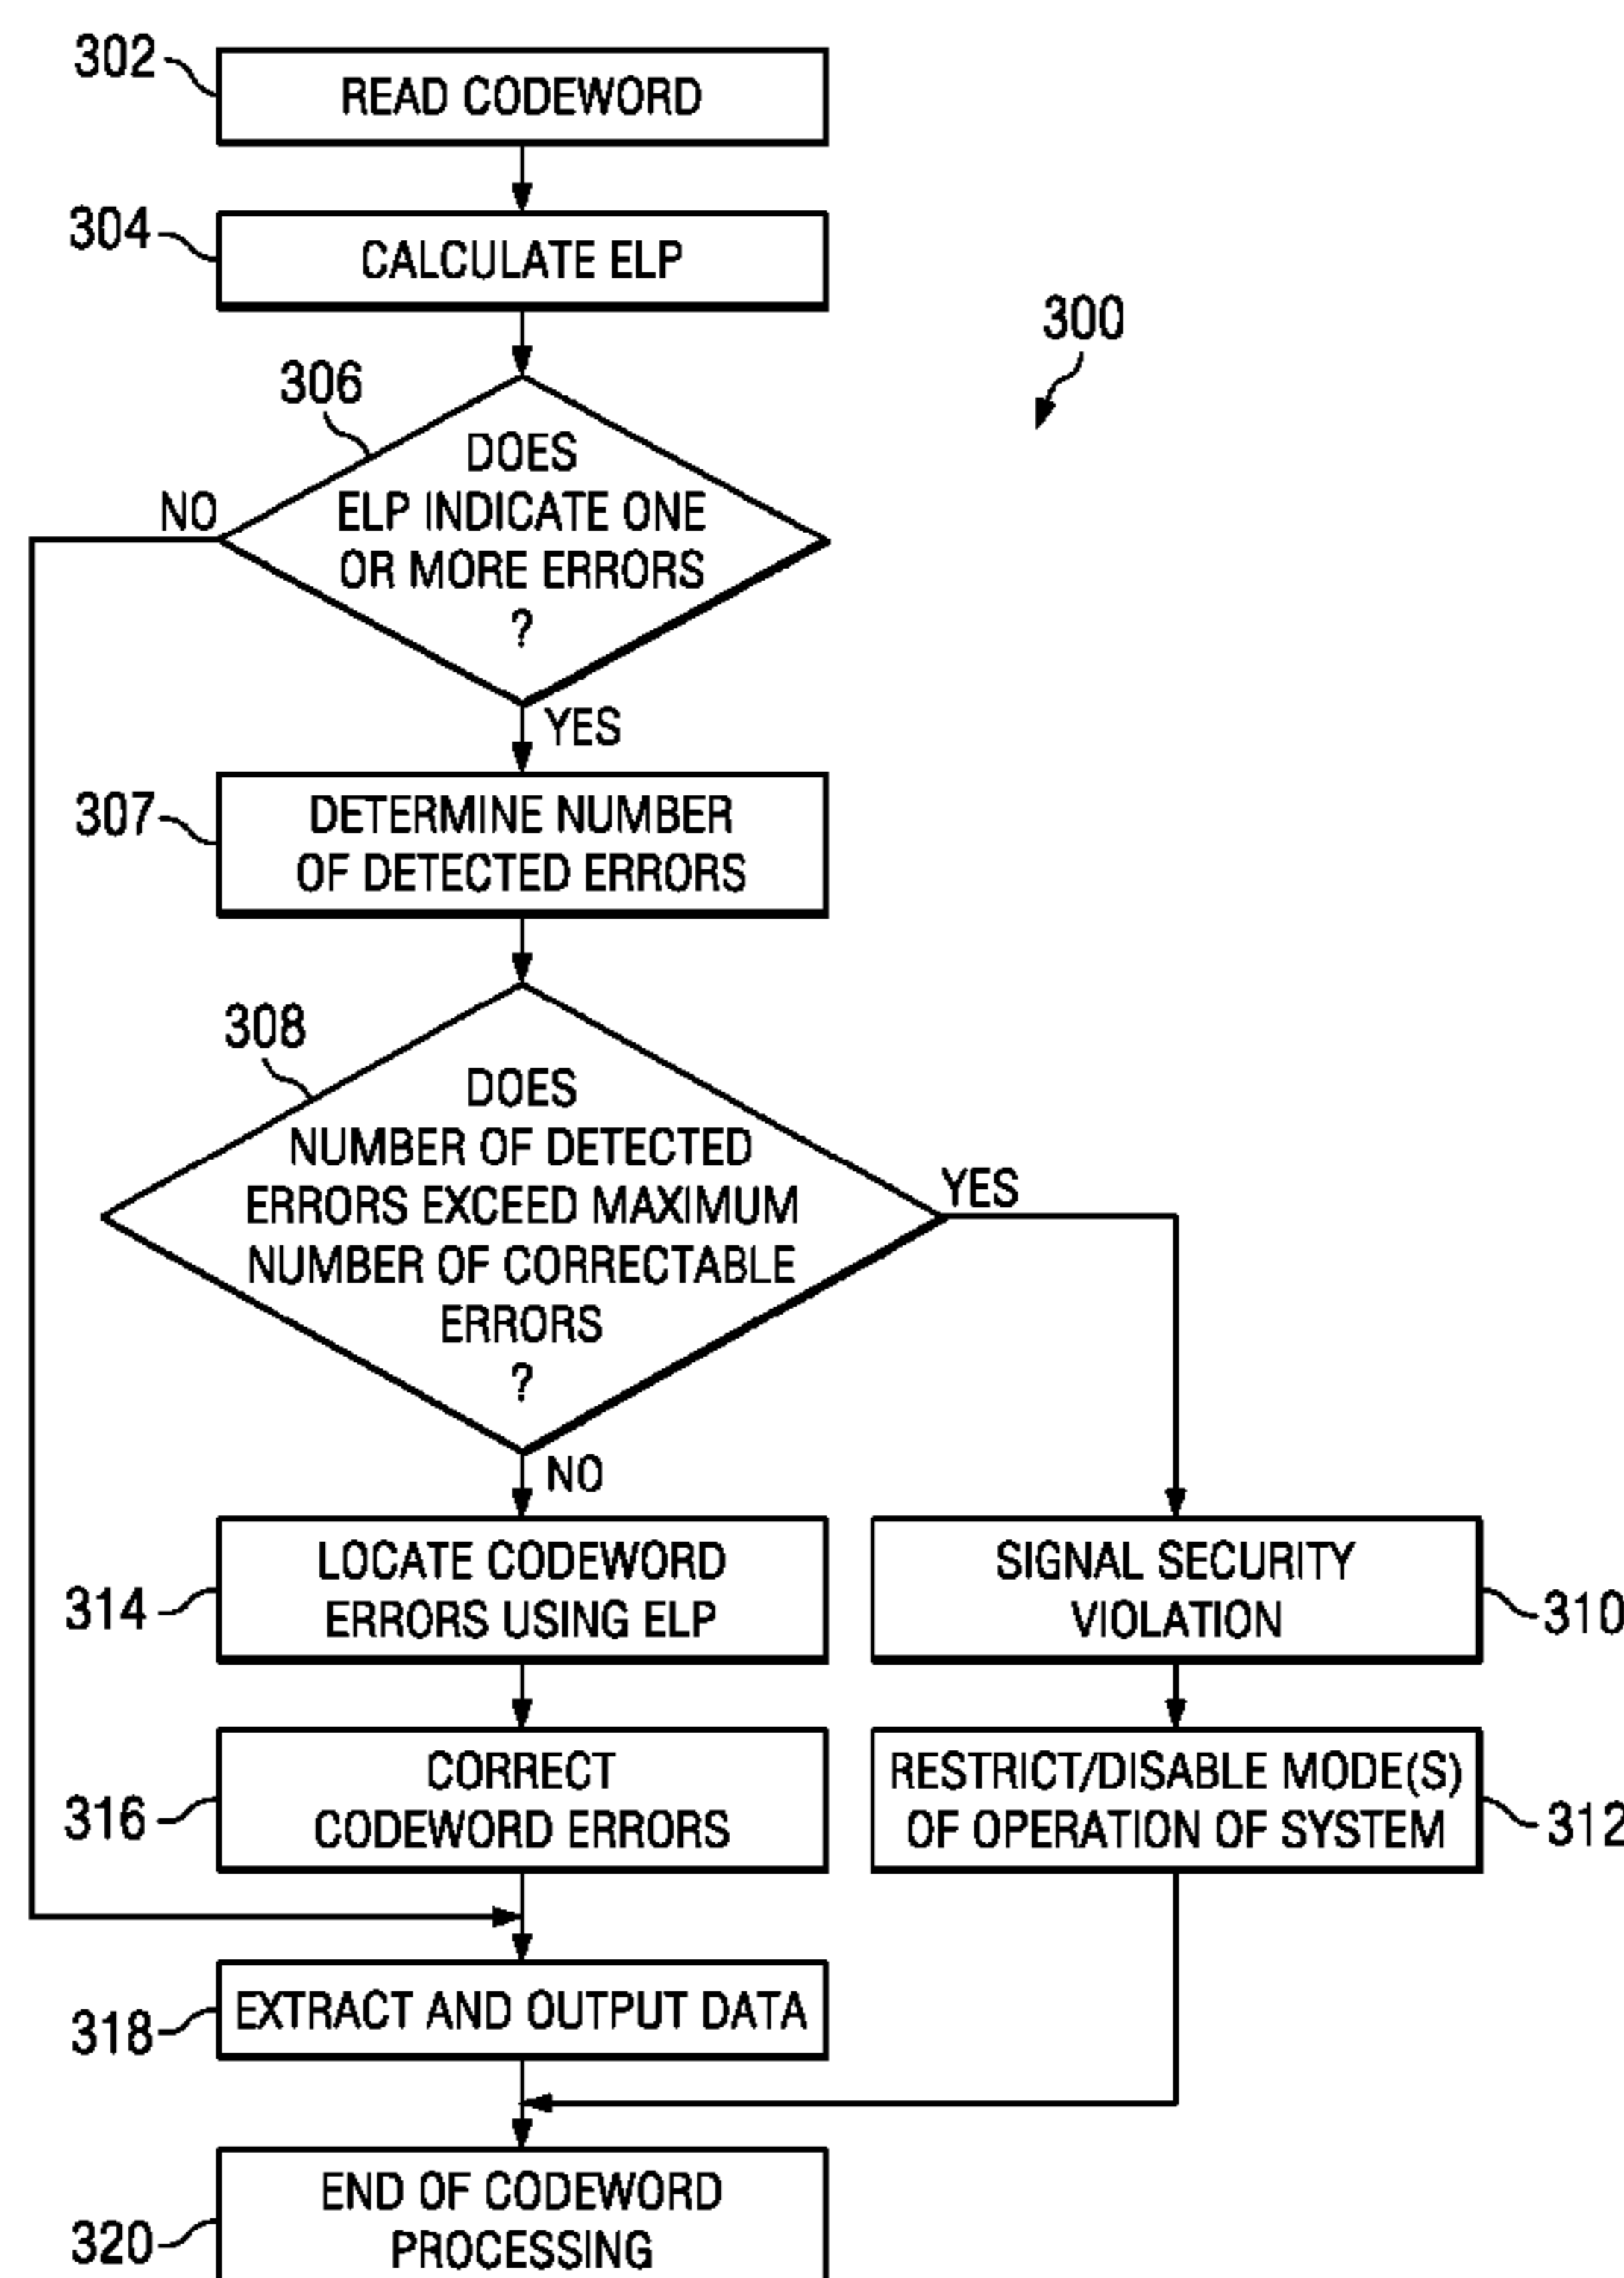 302
READ CODEWORD
304
CALCULATE ELP
300
306
DOES
ELP INDICATE ONE
OR MORE ERRORS
?
NO
YES
307
DETERMINE NUMBER
OF DETECTED ERRORS
308
DOES
NUMBER OF DETECTED
ERRORS EXCEED MAXIMUM
NUMBER OF CORRECTABLE
ERRORS
?
YES
NO
314
LOCATE CODEWORD
ERRORS USING ELP
SIGNAL SECURITY
VIOLATION
310
316
CORRECT
CODEWORD ERRORS
RESTRICT/DISABLE MODE(S)
OF OPERATION OF SYSTEM
312
318
EXTRACT AND OUTPUT DATA
320
END OF CODEWORD
PROCESSING